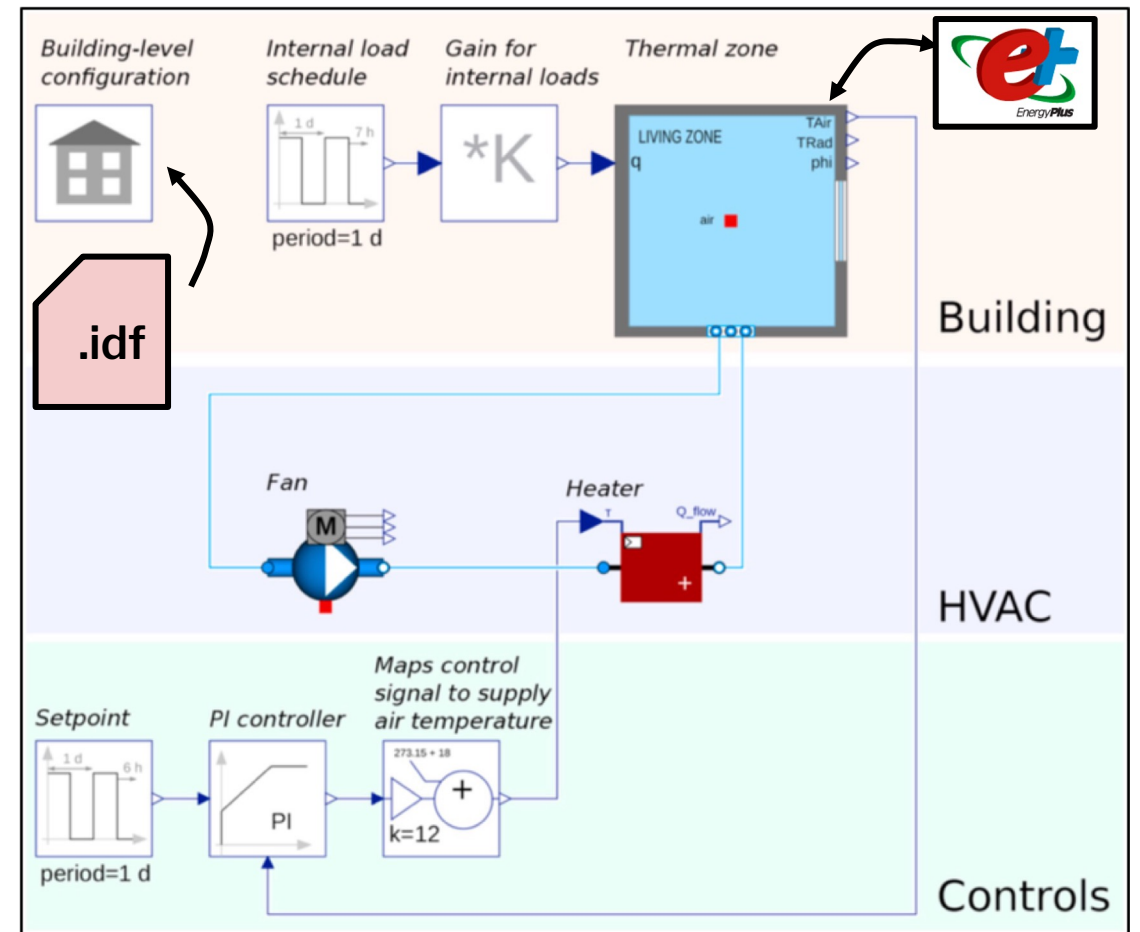 Building-level
configuration
Internal load
schedule
Gain for
internal loads
Thermal zone
e+
EnergyPlus
1 d
7 h
period=1 d
*K
LIVING ZONE
q
TAir
TRad
phi
air
.idf
Building
Fan
M
Heater
T
Q_flow
+
HVAC
Setpoint
1 d
6 h
period=1 d
PI controller
PI
Maps control
signal to supply
air temperature
273.15 + 18
+
k=12
Controls